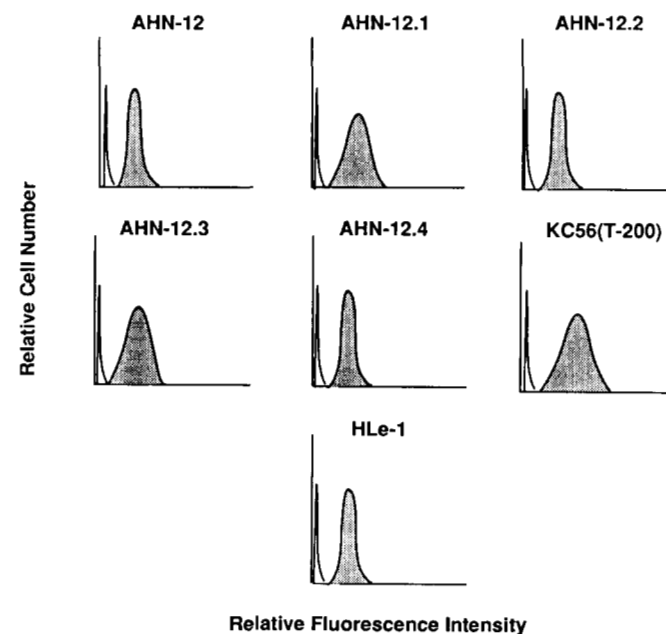 AHN-12
AHN-12.1
AHN-12.2
AHN-12.3
AHN-12.4
KC56(T-200)
HLe-1
Relative Cell Number
Relative Fluorescence Intensity